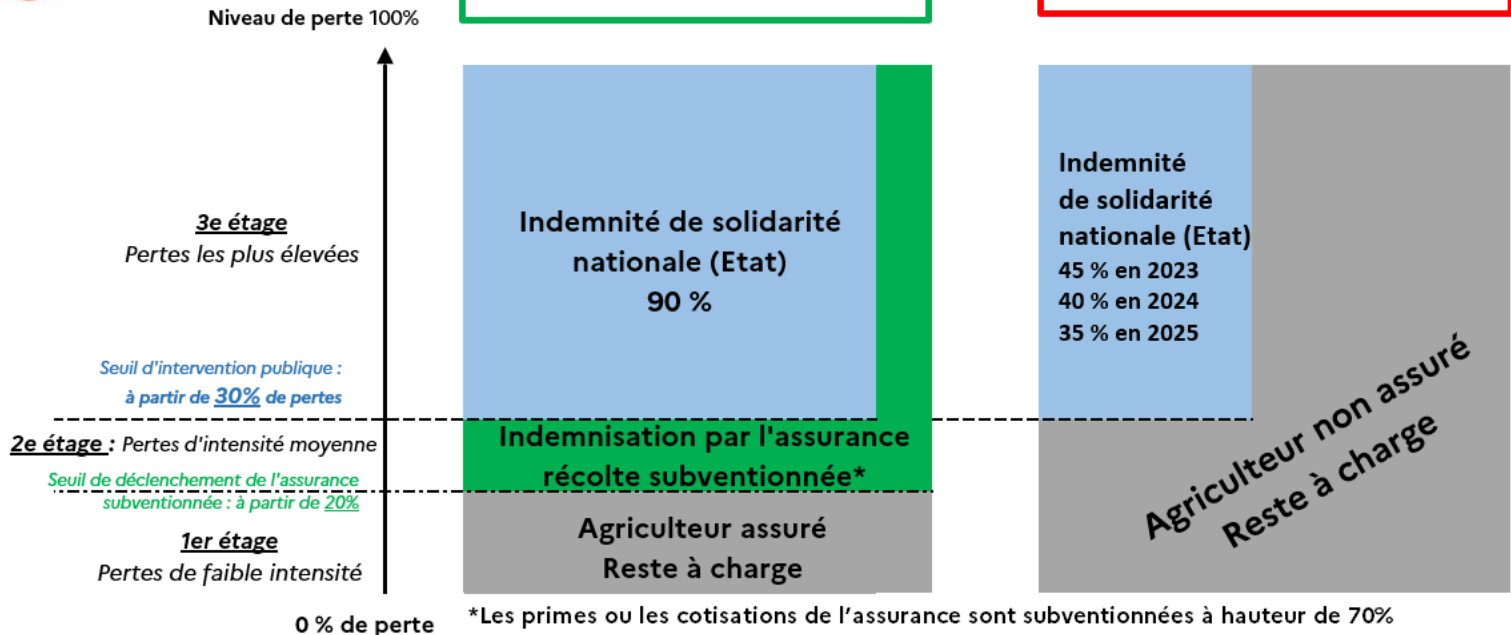 Niveau de perte 100%
3e étage
Pertes les plus élevées
Seuil d'intervention publique :
à partir de 30% de pertes
2e étage : Pertes d'intensité moyenne
Seuil de déclenchement de l'assurance
subventionnée : à partir de 20%
1er étage
Pertes de faible intensité
0 % de perte
Indemnité de solidarité
nationale (Etat)
90 %
Indemnisation par l'assurance
récolte subventionnée*
Agriculteur assuré
Reste à charge
Indemnité
de solidarité
nationale (Etat)
45 % en 2023
40 % en 2024
35 % en 2025
Agriculteur non assuré
Reste à charge
*Les primes ou les cotisations de l'assurance sont subventionnées à hauteur de 70%